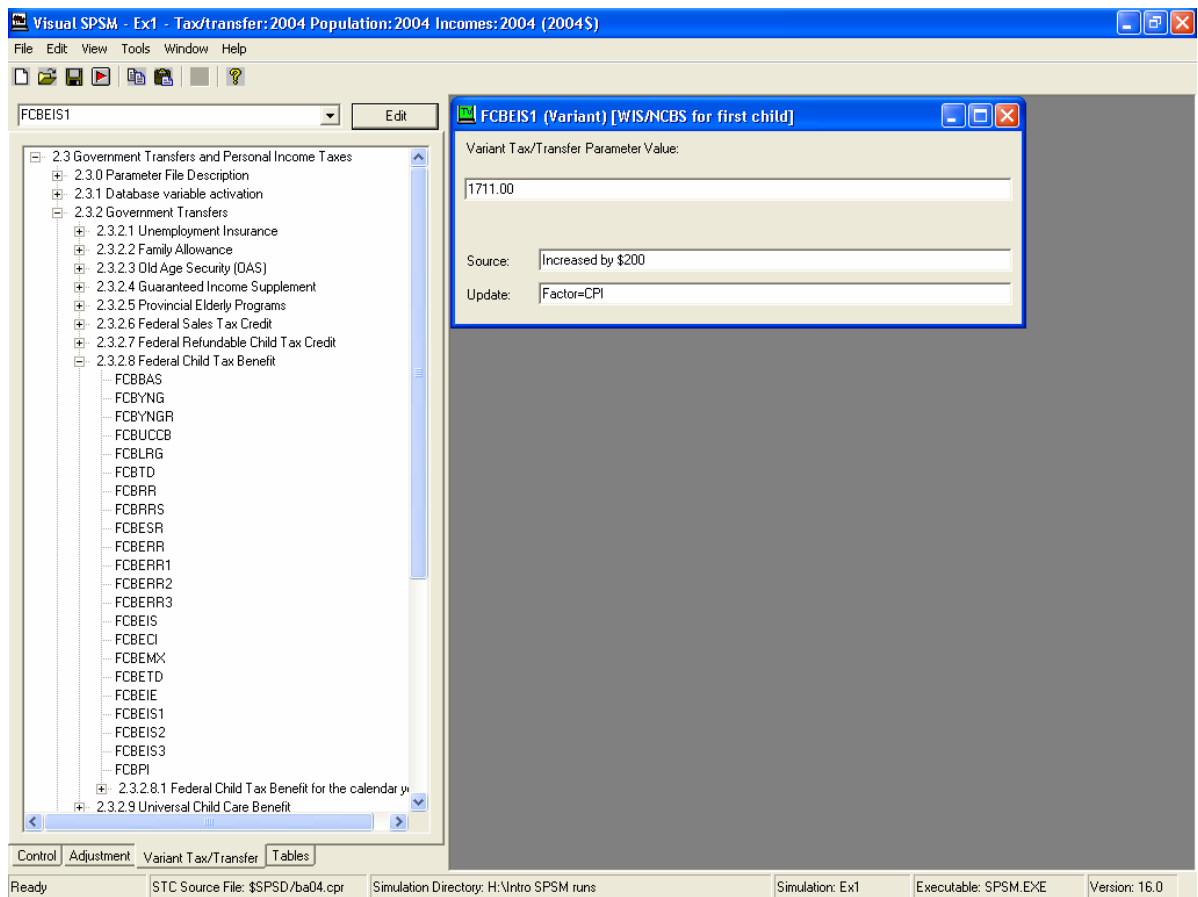 Visual SPSM - Ex1 - Tax/transfer:2004 Population:2004 Incomes:2004 (2004$)
File Edit View Tools Window Help
FCBEIS1 Edit
2.3 Government Transfers and Personal Income Taxes
2.3.0 Parameter File Description
2.3.1 Database variable activation
2.3.2 Government Transfers
2.3.2.1 Unemployment Insurance
2.3.2.2 Family Allowance
2.3.2.3 Old Age Security (OAS)
2.3.2.4 Guaranteed Income Supplement
2.3.2.5 Provincial Elderly Programs
2.3.2.6 Federal Sales Tax Credit
2.3.2.7 Federal Refundable Child Tax Credit
2.3.2.8 Federal Child Tax Benefit
FCBBAS
FCBYNG
FCBYNGR
FCBUCCB
FCBLRG
FCBTD
FCBRR
FCBRRS
FCBESR
FCBERR
FCBERR1
FCBERR2
FCBERR3
FCBEIS
FCBECI
FCBEMX
FCBETD
FCBEIE
FCBEIS1
FCBEIS2
FCBEIS3
FCBPI
2.3.2.8.1 Federal Child Tax Benefit for the calendar y
2.3.2.9 Universal Child Care Benefit
Control Adjustment Variant Tax/Transfer Tables
FCBEIS1 (Variant) [WIS/NCBS for first child]
Variant Tax/Transfer Parameter Value:
1711.00
Source: Increased by $200
Update: Factor=CPI
Ready STC Source File: $SPSD/ba04.cpr Simulation Directory: H:\Intro SPSM runs Simulation: Ex1 Executable: SPSM.EXE Version: 16.0